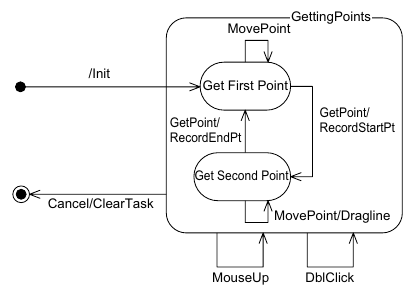 GettingPoints
MovePoint
/Init
Get First Point
GetPoint/
RecordEndPt
GetPoint/
RecordStartPt
Get Second Point
Cancel/ClearTask
MovePoint/Dragline
MouseUp
DblClick